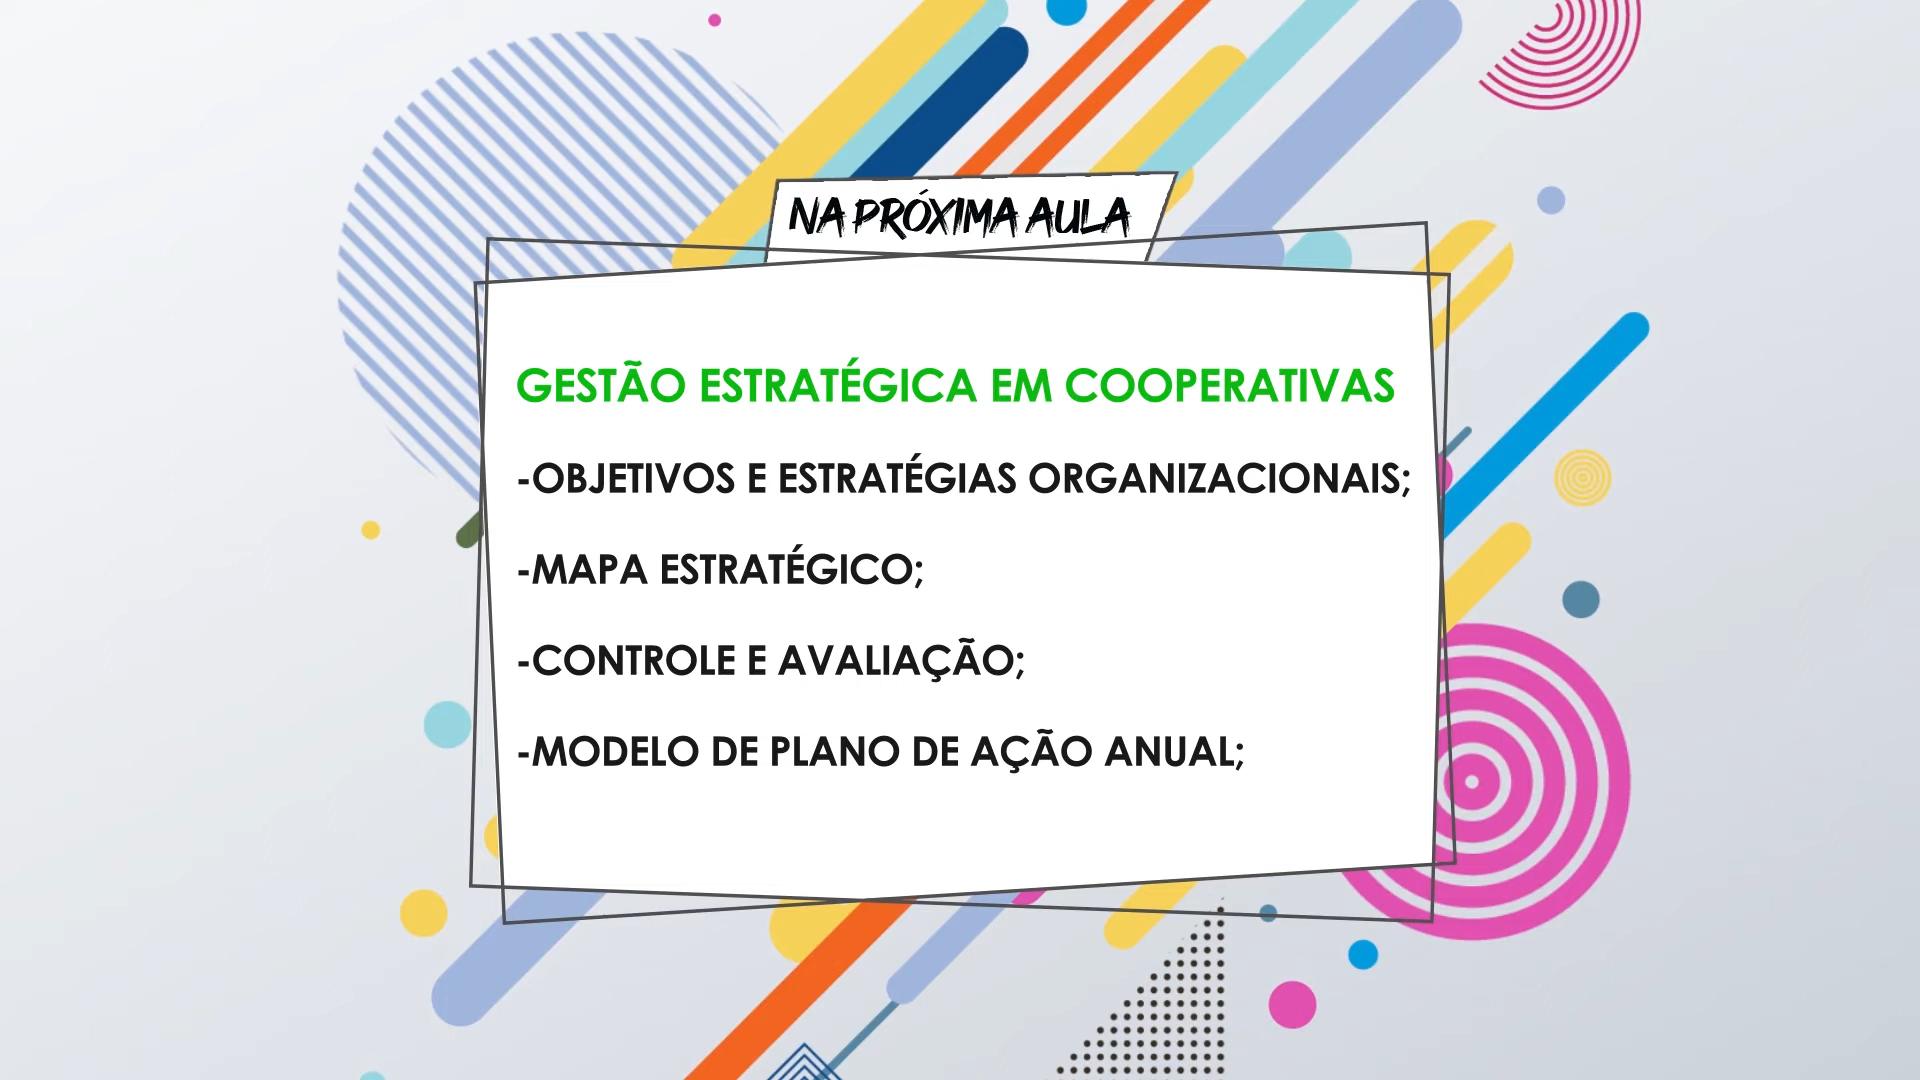 NA PRÓXIMA AULA
GESTÃO ESTRATÉGICA EM COOPERATIVAS
-OBJETIVOS E ESTRATÉGIAS ORGANIZACIONAIS;
-MAPA ESTRATÉGICO;
-CONTROLE E AVALIAÇÃO;
-MODELO DE PLANO DE AÇÃO ANUAL;